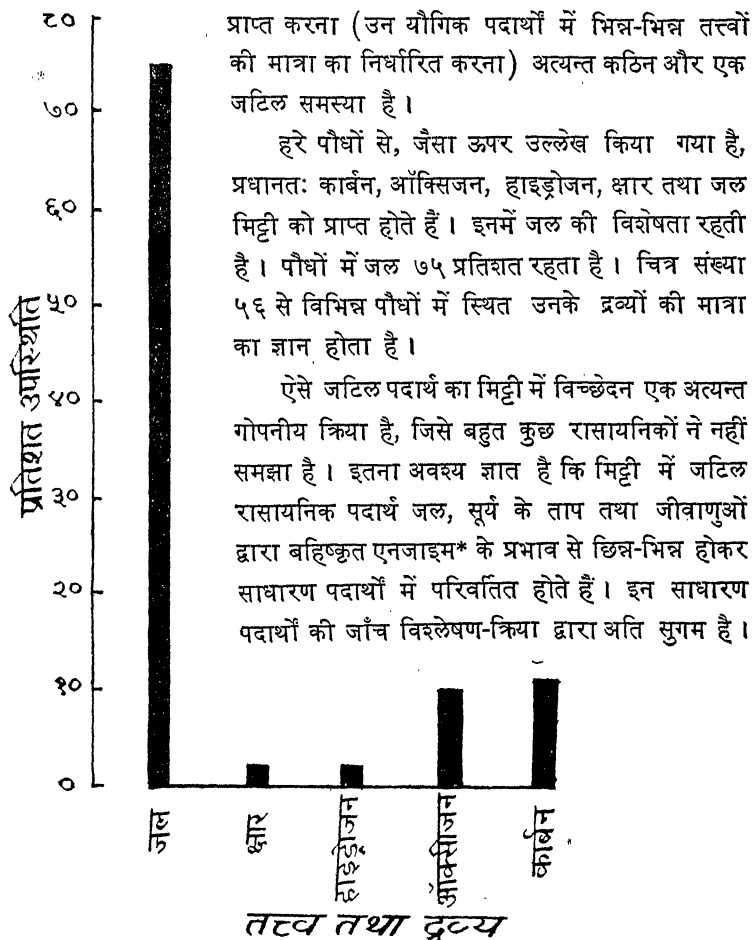 प्राप्त करना (उन यौगिक पदार्थों में भिन्न-भिन्न तत्त्वों
की मात्रा का निर्धारित करना) अत्यन्त कठिन और एक
जटिल समस्या है।
हरे पौधों से, जैसा ऊपर उल्लेख किया गया है,
प्रधानतः कार्बन, ऑक्सिजन, हाइड्रोजन, क्षार तथा जल
मिट्टी को प्राप्त होते हैं। इनमें जल की विशेषता रहती
है। पौधों में जल ७५ प्रतिशत रहता है। चित्र संख्या
५६ से विभिन्न पौधों में स्थित उनके द्रव्यों की मात्रा
का ज्ञान होता है।
ऐसे जटिल पदार्थ का मिट्टी में विच्छेदन एक अत्यन्त
गोपनीय क्रिया है, जिसे बहुत कुछ रासायनिकों ने नहीं
समझा है। इतना अवश्य ज्ञात है कि मिट्टी में जटिल
रासायनिक पदार्थ जल, सूर्य के ताप तथा जीवाणुओं
द्वारा बहिष्कृत एनजाइम* के प्रभाव से छिन्न-भिन्न होकर
साधारण पदार्थों में परिवर्तित होते हैं। इन साधारण
पदार्थों की जाँच विश्लेषण-क्रिया द्वारा अति सुगम है।
प्रतिशत उपस्थिति
८०
७०
६०
५०
४०
३०
२०
१०
०
जल
क्षार
हाइड्रोजन
ऑक्सीजन
कार्बन
तत्त्व तथा द्रव्य